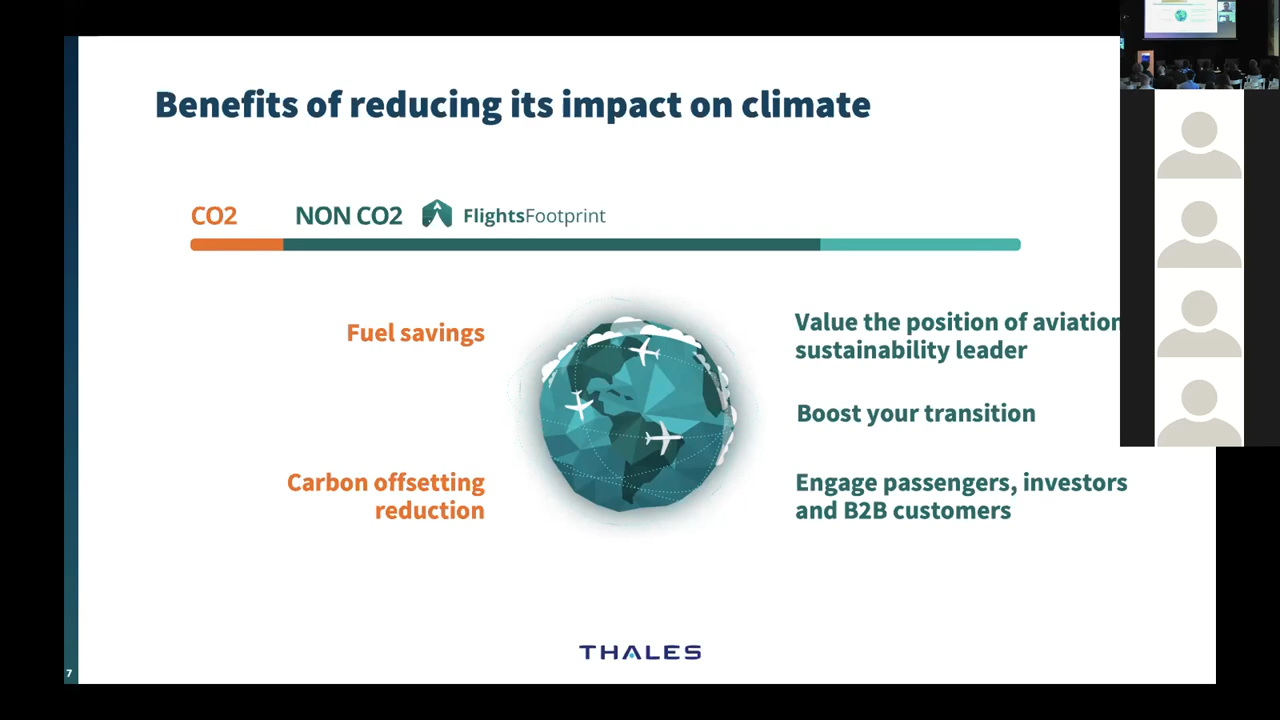 Benefits of reducing its impact on climate
CO2
NON CO2
FlightsFootprint
Fuel savings
Carbon offsetting
reduction
Value the position of aviation
sustainability leader
Boost your transition
Engage passengers, investors
and B2B customers
THALES
7